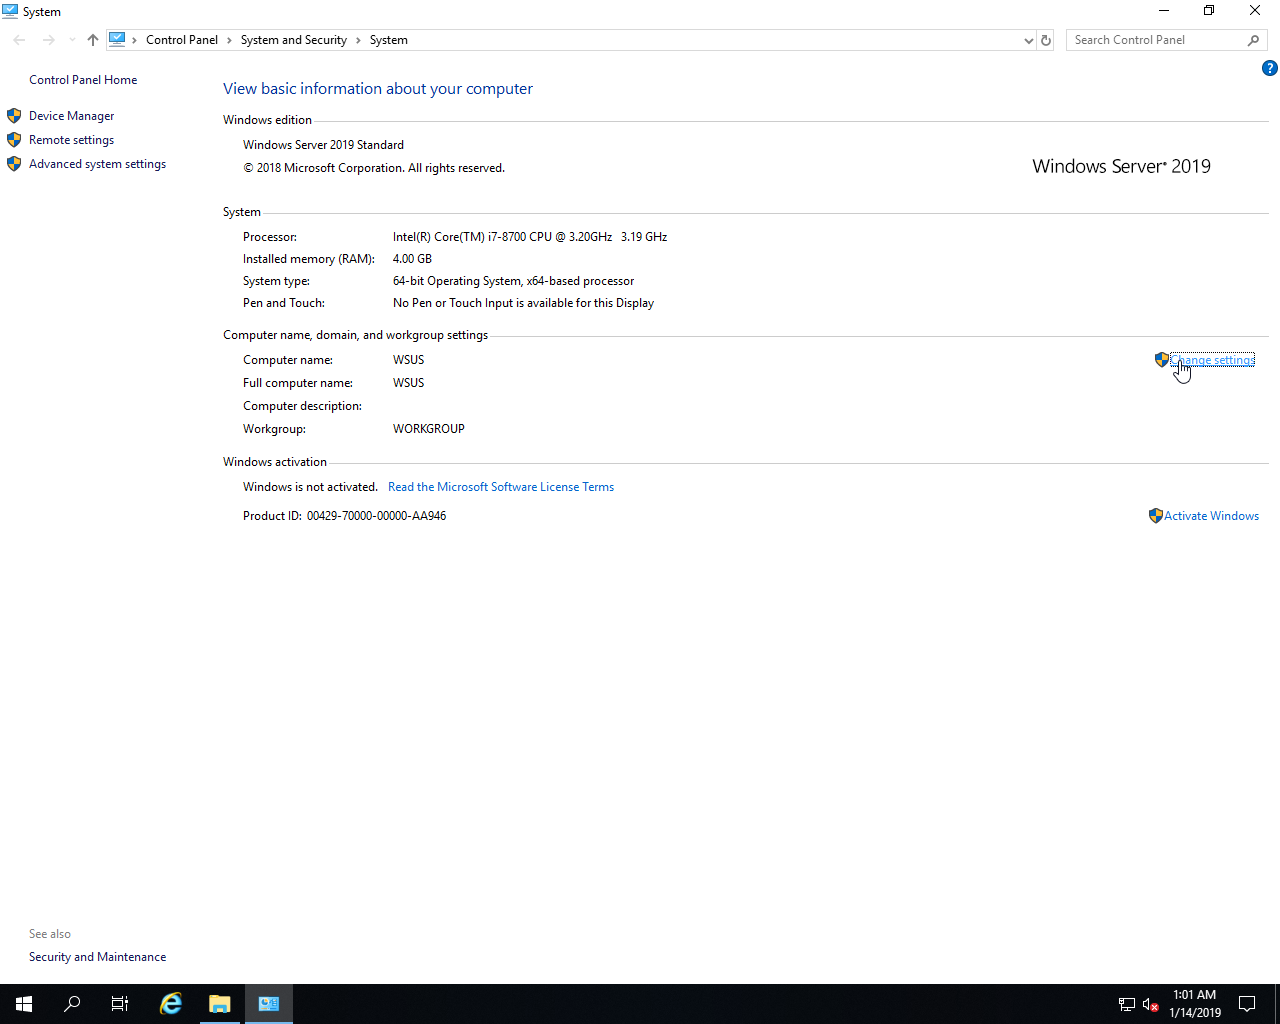 System
Control Panel > System and Security > System
Search Control Panel
Control Panel Home
Device Manager
Remote settings
Advanced system settings
View basic information about your computer
Windows edition
Windows Server 2019 Standard
© 2018 Microsoft Corporation. All rights reserved.
Windows Server® 2019
System
Processor: Intel(R) Core(TM) i7-8700 CPU @ 3.20GHz 3.19 GHz
Installed memory (RAM): 4.00 GB
System type: 64-bit Operating System, x64-based processor
Pen and Touch: No Pen or Touch Input is available for this Display
Computer name, domain, and workgroup settings
Computer name: WSUS
Change settings
Full computer name: WSUS
Computer description:
Workgroup: WORKGROUP
Windows activation
Windows is not activated. Read the Microsoft Software License Terms
Product ID: 00429-70000-00000-AA946
Activate Windows
See also
Security and Maintenance
1:01 AM
1/14/2019